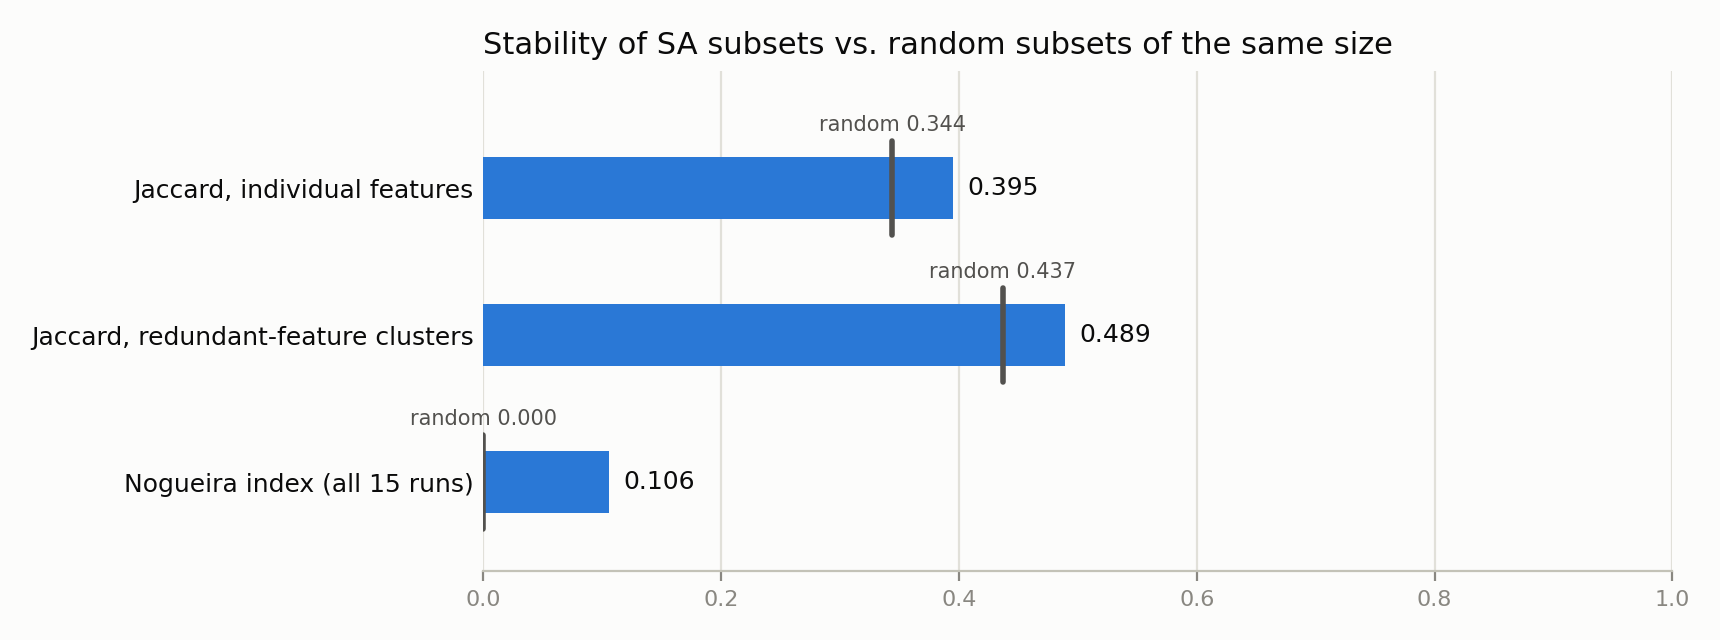 Stability of SA subsets vs. random subsets of the same size
random 0.344
Jaccard, individual features
0.395
random 0.437
Jaccard, redundant-feature clusters
0.489
random 0.000
Nogueira index (all 15 runs)
0.106
0.0 0.2 0.4 0.6 0.8 1.0